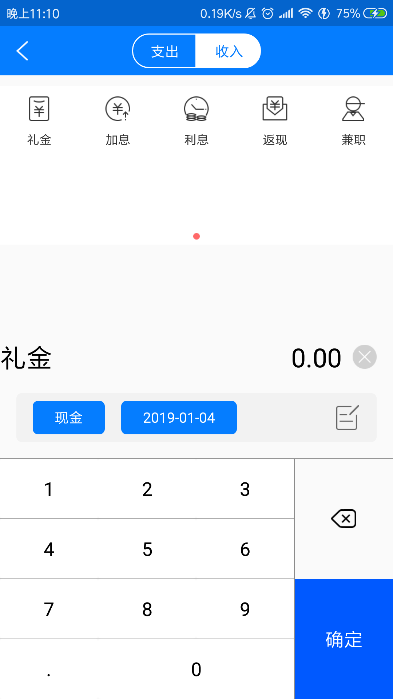 晚上11:10 0.19K/s 75%
支出 收入
礼金 加息 利息 返现 兼职
礼金 0.00
现金 2019-01-04
1 2 3
4 5 6
7 8 9
确定
. 0